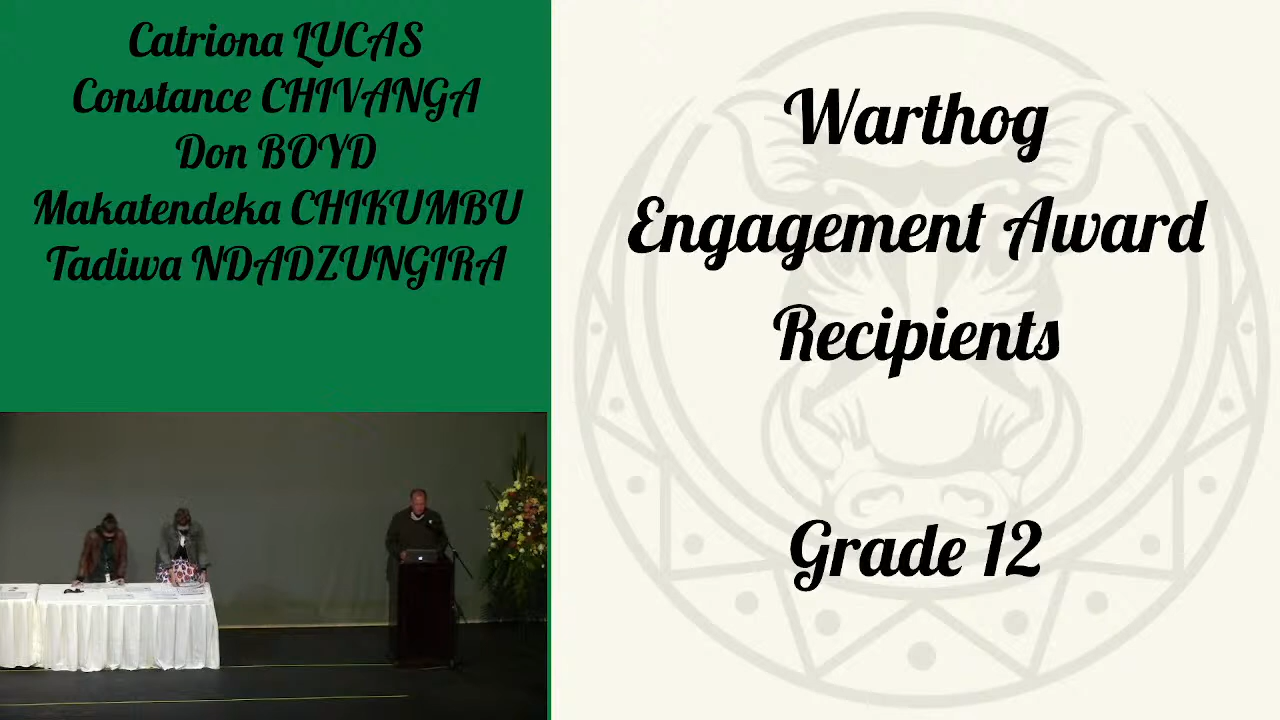 Catriona LUCAS
Constance CHIVANGA
Don BOYD
Makatendeka CHIKUMBU
Tadiwa NDADZUNGIRA
Warthog
Engagement Award
Recipients
Grade 12